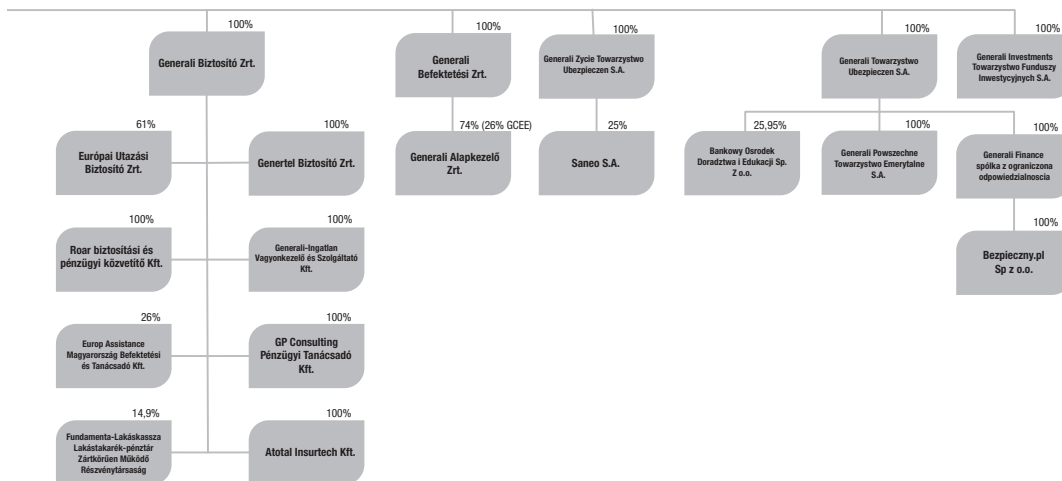 100%
Generali Biztosító Zrt.
100%
Generali
Befektetési Zrt.
100%
Generali Zycie Towarzystwo
Ubezpieczen S.A.
100%
Generali Towarzystwo
Ubezpieczen S.A.
100%
Generali Investments
Towarzystwo Funduszy
Inwestycyjnych S.A.
61%
Európai Utazási
Biztosító Zrt.
100%
Genertel Biztosító Zrt.
74% (26% GCEE)
Generali Alapkezelő
Zrt.
25%
Saneo S.A.
25,95%
Bankowy Osrodek
Doradztwa i Edukacji Sp.
Z o.o.
100%
Generali Powszechne
Towarzystwo Emerytalne
S.A.
100%
Generali Finance
spólka z ograniczona
odpowiedzialnoscia
100%
Roar biztosítási és
pénzügyi közvetítő Kft.
100%
Generali-Ingatlan
Vagyonkezelő és Szolgáltató
Kft.
100%
Bezpieczny.pl
Sp z o.o.
26%
Europ Assistance
Magyarország Befektetési
és Tanácsadó Kft.
100%
GP Consulting
Pénzügyi Tanácsadó
Kft.
14,9%
Fundamenta-Lakáskassza
Lakástakarék-pénztár
Zártkörűen Működő
Részvénytársaság
100%
Atotal Insurtech Kft.